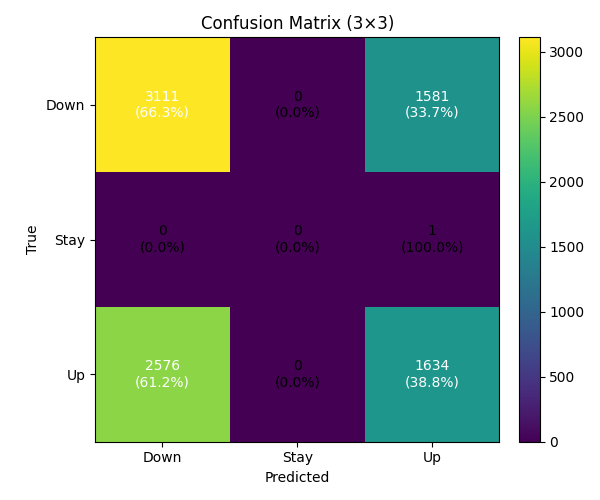 Confusion Matrix (3×3)
True
Down
Stay
Up
3111
(66.3%)
0
(0.0%)
1581
(33.7%)
0
(0.0%)
0
(0.0%)
1
(100.0%)
2576
(61.2%)
0
(0.0%)
1634
(38.8%)
Down
Stay
Up
Predicted
3000
2500
2000
1500
1000
500
0